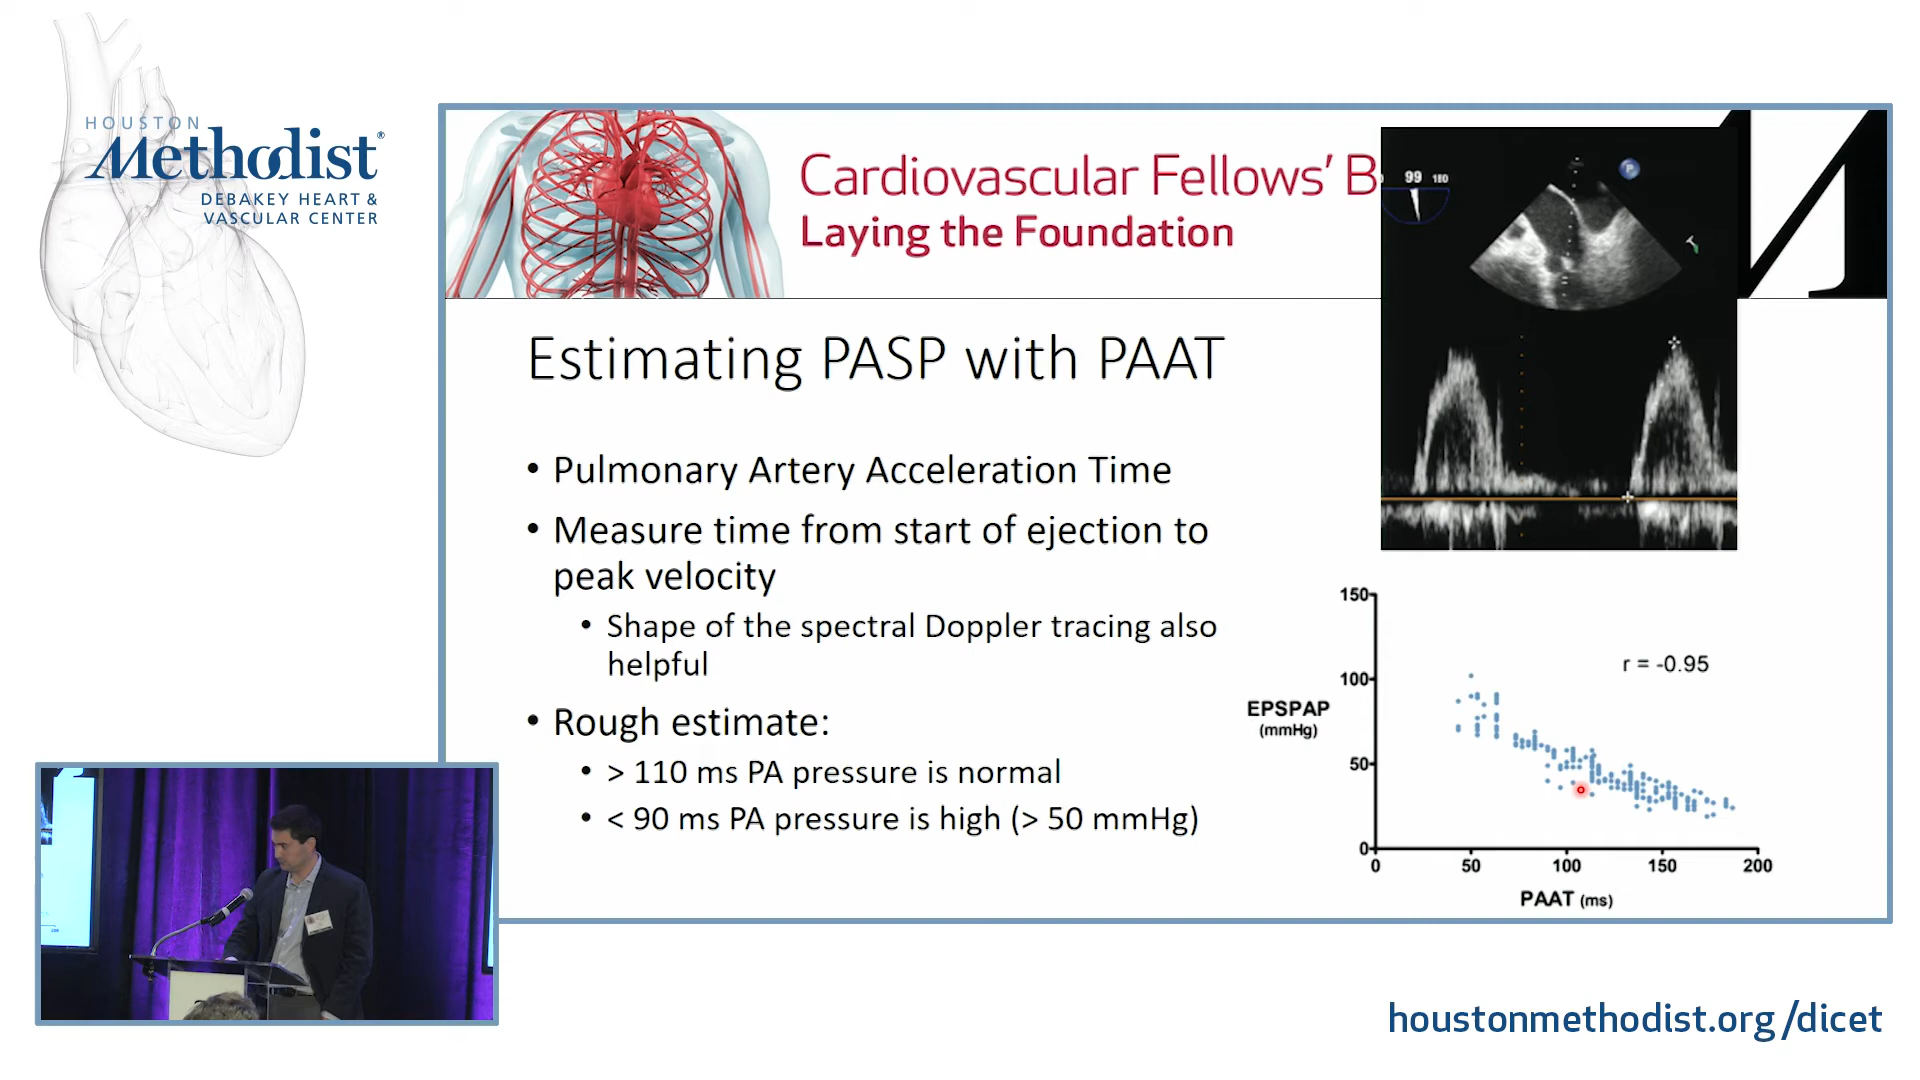 HOUSTON
Methodist®
DEBAKEY HEART &
VASCULAR CENTER
Cardiovascular Fellows’ B
Laying the Foundation
99 180
P
Estimating PASP with PAAT
• Pulmonary Artery Acceleration Time
• Measure time from start of ejection to
peak velocity
• Shape of the spectral Doppler tracing also
helpful
• Rough estimate:
• > 110 ms PA pressure is normal
• < 90 ms PA pressure is high (> 50 mmHg)
150
r = -0.95
100
EPSPAP
(mmHg)
50
0
0 50 100 150 200
PAAT (ms)
houstonmethodist.org/dicet